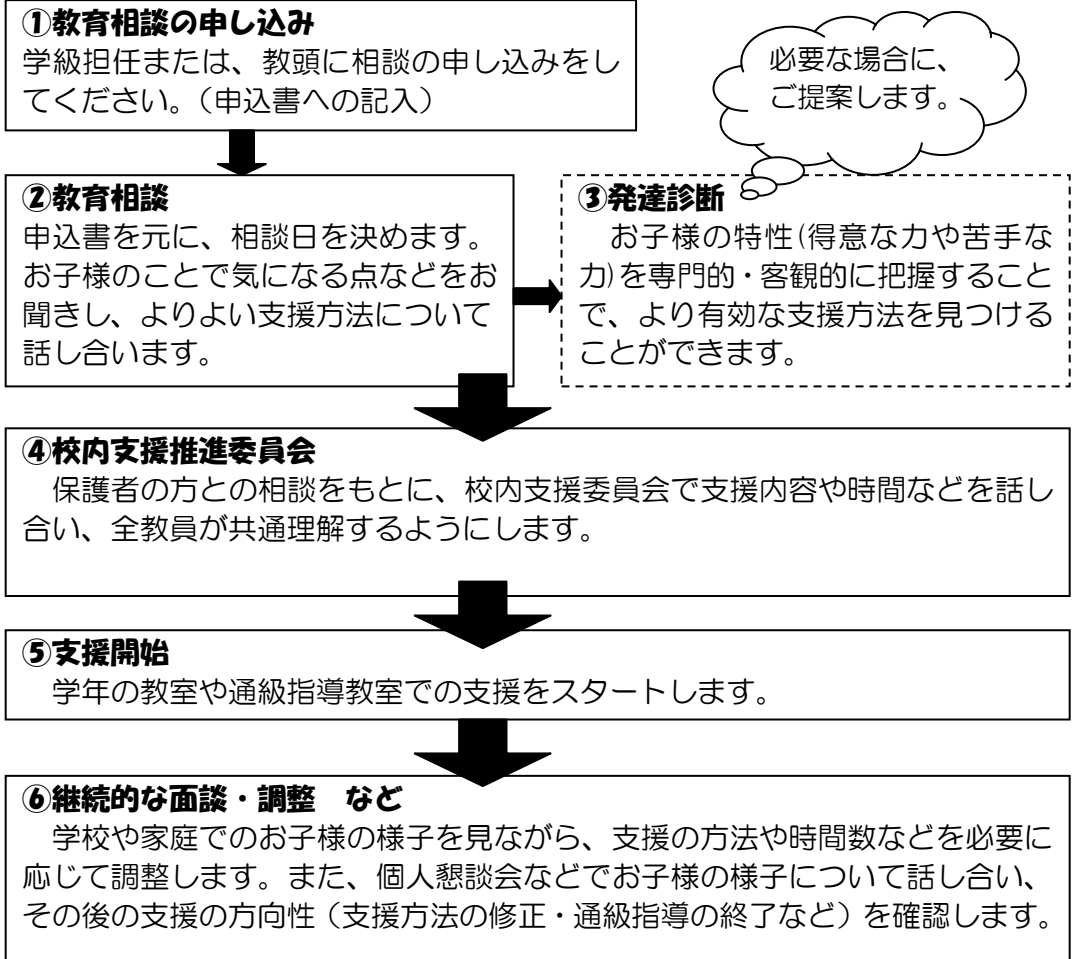 ①教育相談の申し込み
学級担任または、教頭に相談の申し込みをし
てください。（申込書への記入）
必要な場合に、
ご提案します。
②教育相談
申込書を元に、相談日を決めます。
お子様のことで気になる点などをお
聞きし、よりよい支援方法について
話し合います。
③発達診断
お子様の特性(得意な力や苦手な
力)を専門的・客観的に把握すること
で、より有効な支援方法を見つける
ことができます。
④校内支援推進委員会
保護者の方との相談をもとに、校内支援委員会で支援内容や時間などを話し
合い、全教員が共通理解するようにします。
⑤支援開始
学年の教室や通級指導教室での支援をスタートします。
⑥継続的な面談・調整　など
学校や家庭でのお子様の様子を見ながら、支援の方法や時間数などを必要に
応じて調整します。また、個人懇談会などでお子様の様子について話し合い、
その後の支援の方向性（支援方法の修正・通級指導の終了など）を確認します。